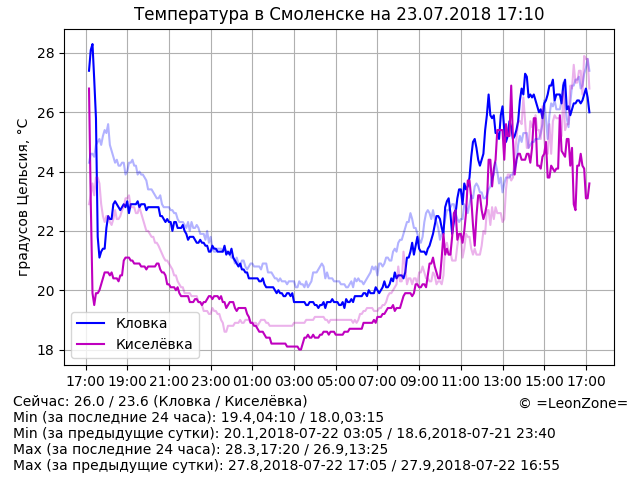 Температура в Смоленске на 23.07.2018 17:10
градусов Цельсия, °C
28
26
24
22
20
18
Кловка
Киселёвка
17:00 19:00 21:00 23:00 01:00 03:00 05:00 07:00 09:00 11:00 13:00 15:00 17:00
Сейчас: 26.0 / 23.6 (Кловка / Киселёвка)
© =LeonZone=
Min (за последние 24 часа): 19.4,04:10 / 18.0,03:15
Min (за предыдущие сутки): 20.1,2018-07-22 03:05 / 18.6,2018-07-21 23:40
Max (за последние 24 часа): 28.3,17:20 / 26.9,13:25
Max (за предыдущие сутки): 27.8,2018-07-22 17:05 / 27.9,2018-07-22 16:55